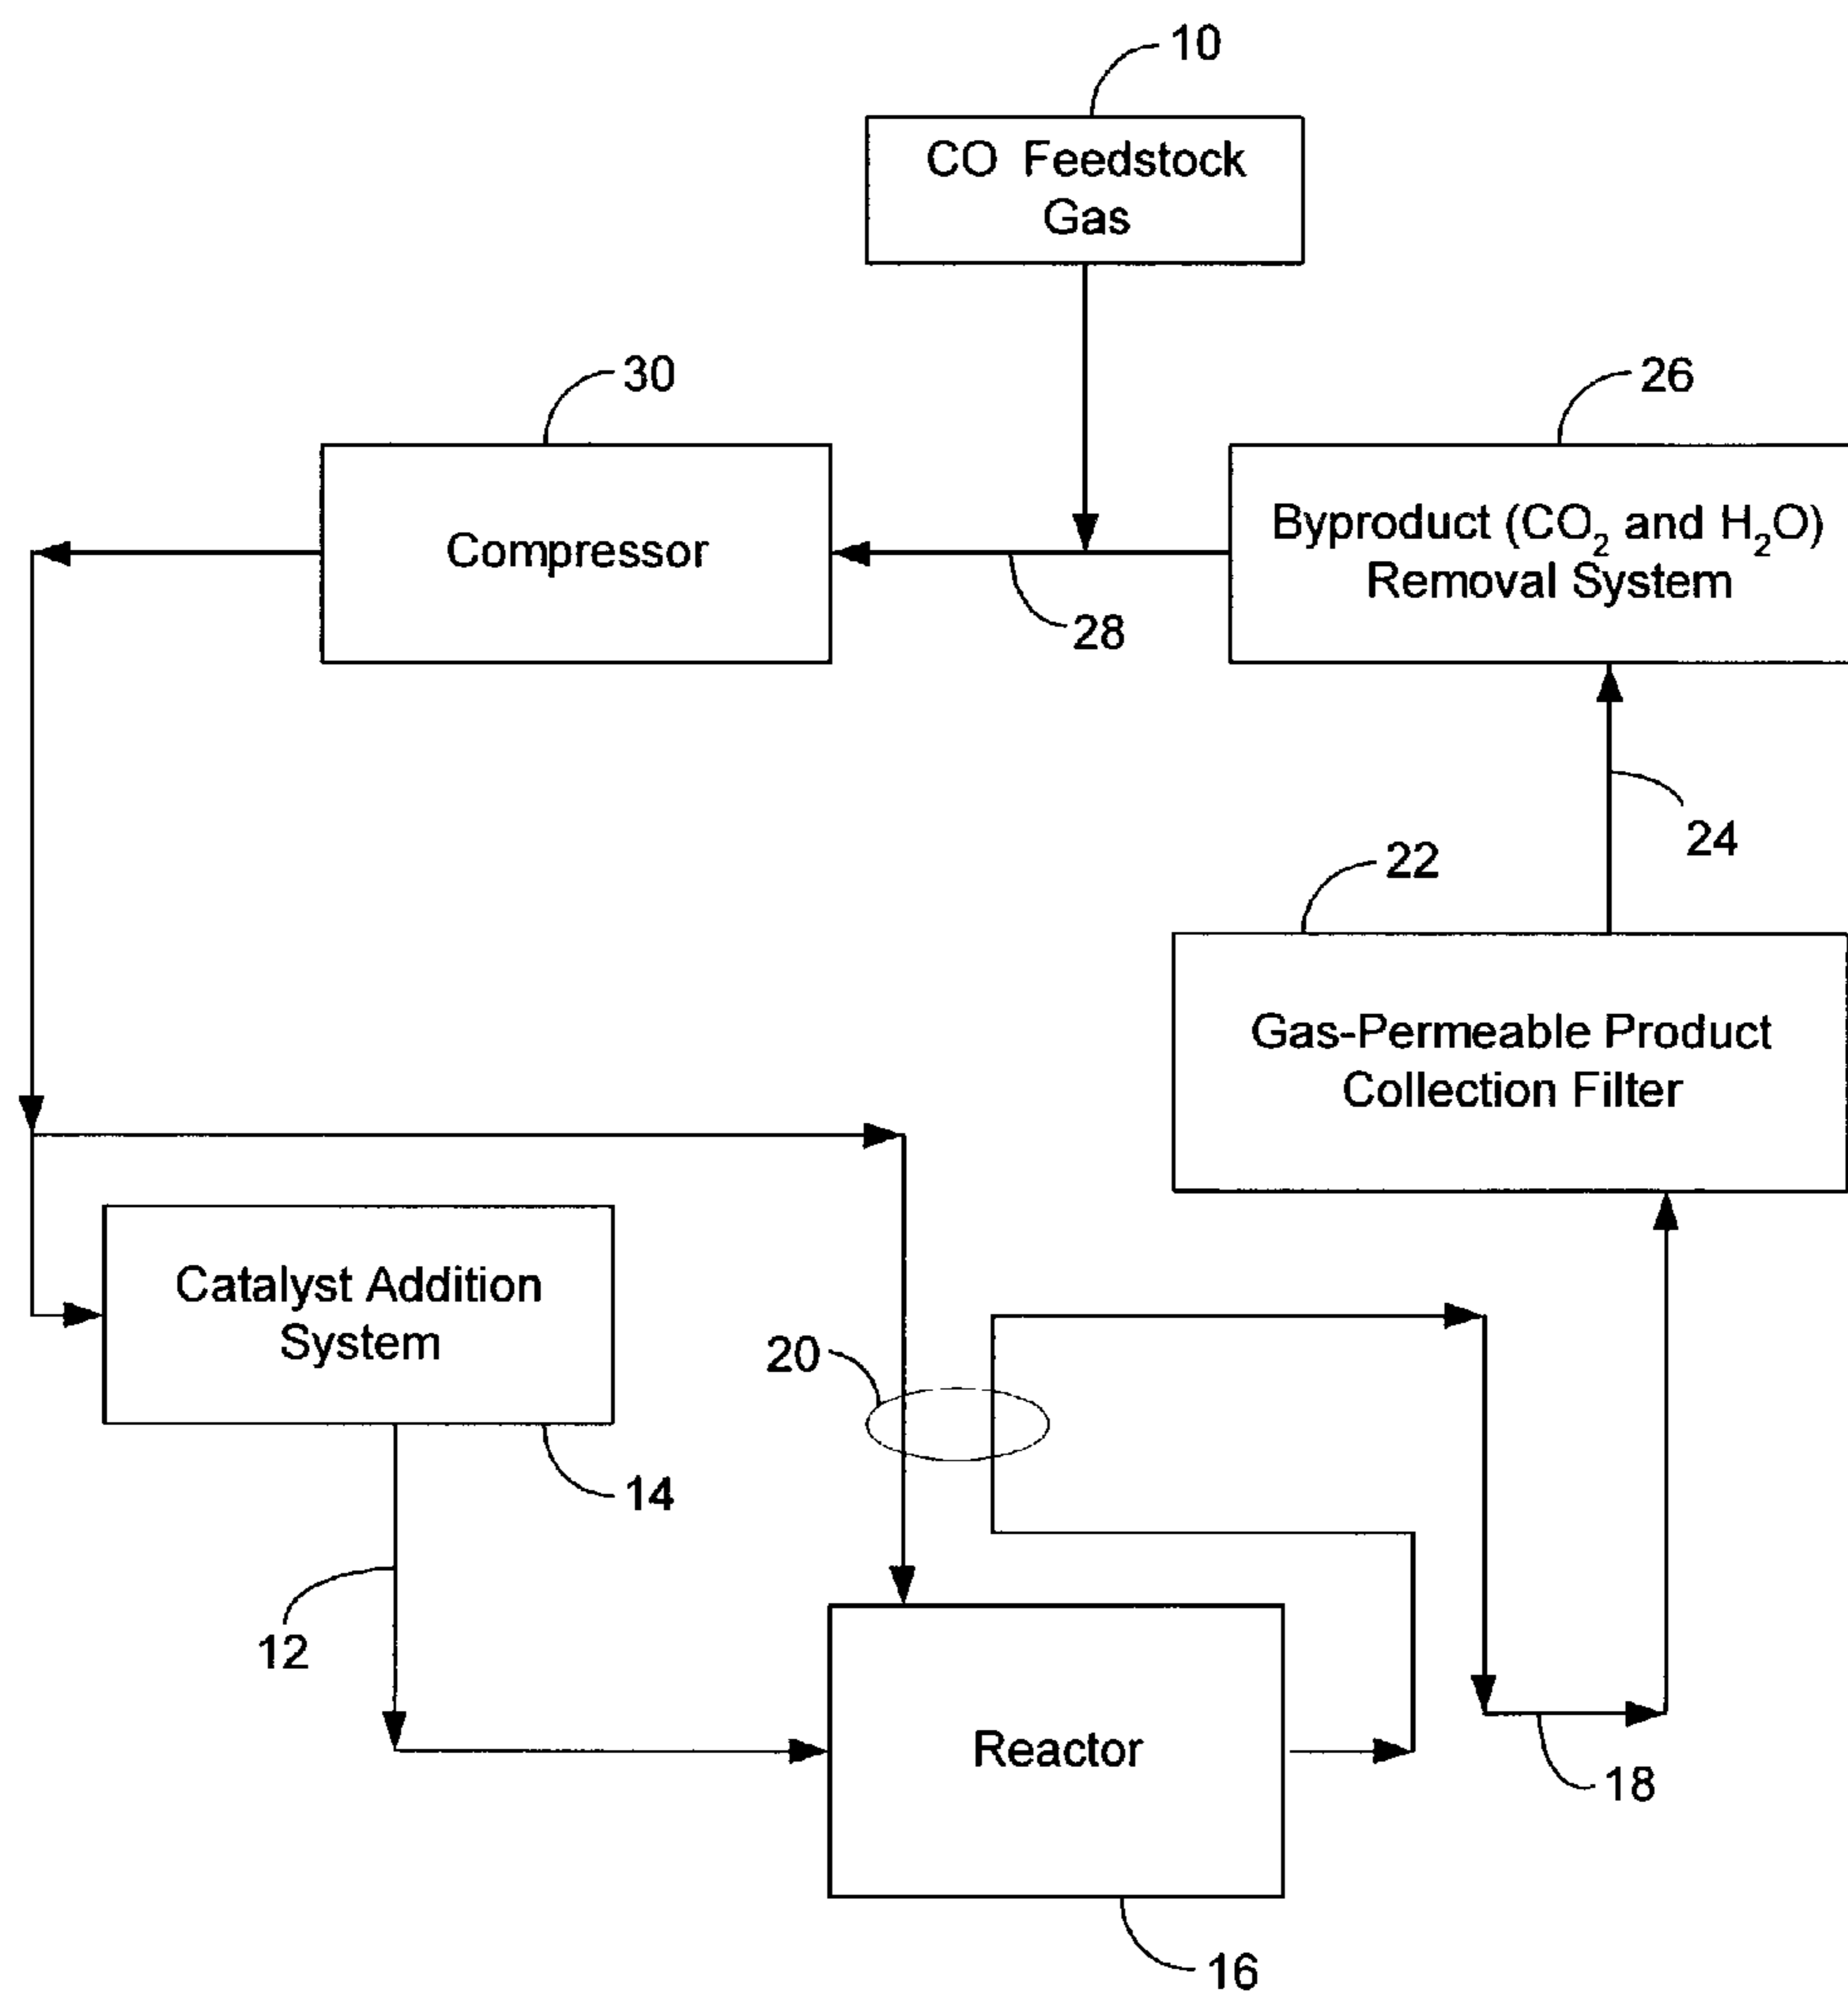 10
CO Feedstock
Gas
30
26
Compressor
Byproduct (CO₂ and H₂O)
Removal System
28
24
22
Gas-Permeable Product
Collection Filter
Catalyst Addition
System
20
14
12
Reactor
18
16